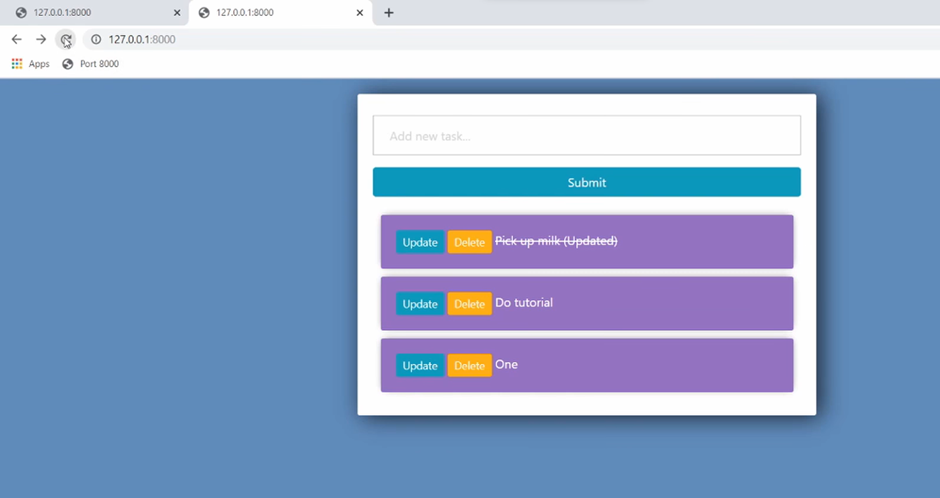 127.0.0.1:8000
127.0.0.1:8000
127.0.0.1:8000
Apps Port 8000
Add new task...
Submit
Update Delete Pick up milk (Updated)
Update Delete Do tutorial
Update Delete One